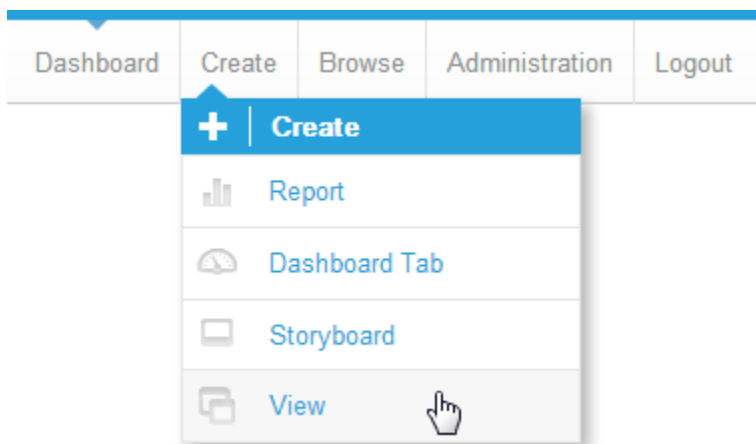 Dashboard Create Browse Administration Logout
Create
Report
Dashboard Tab
Storyboard
View